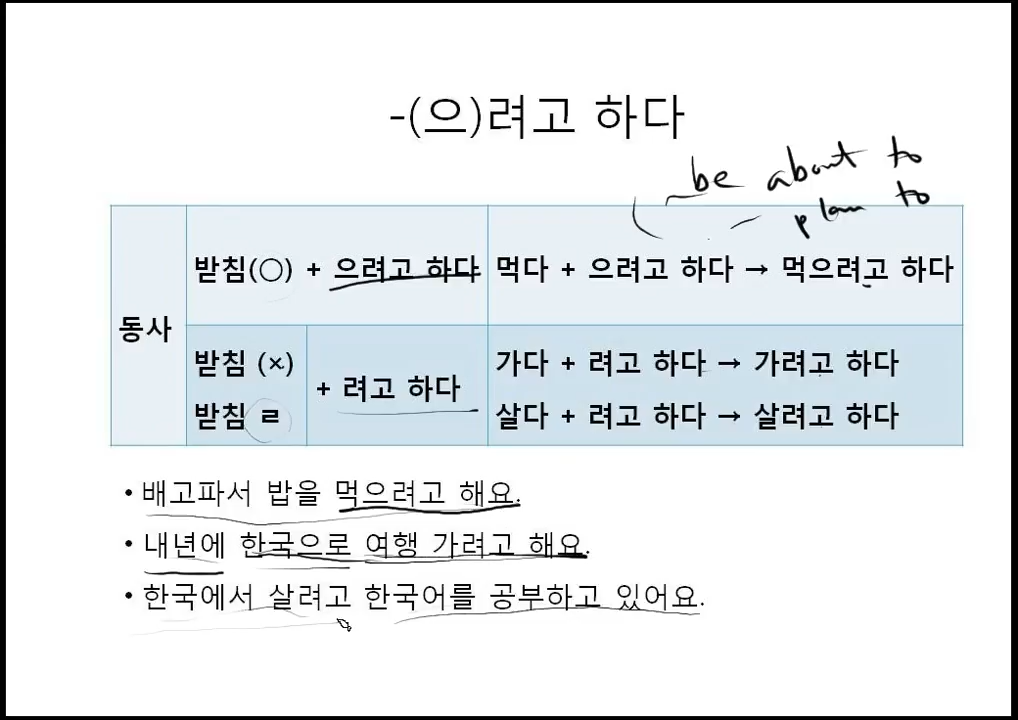 -(으)려고 하다
be about to
plan to
동사
받침(○) + 으려고 하다
먹다 + 으려고 하다 → 먹으려고 하다
받침 (×)
받침 ㄹ
+ 려고 하다
가다 + 려고 하다 → 가려고 하다
살다 + 려고 하다 → 살려고 하다
• 배고파서 밥을 먹으려고 해요.
• 내년에 한국으로 여행 가려고 해요.
• 한국에서 살려고 한국어를 공부하고 있어요.